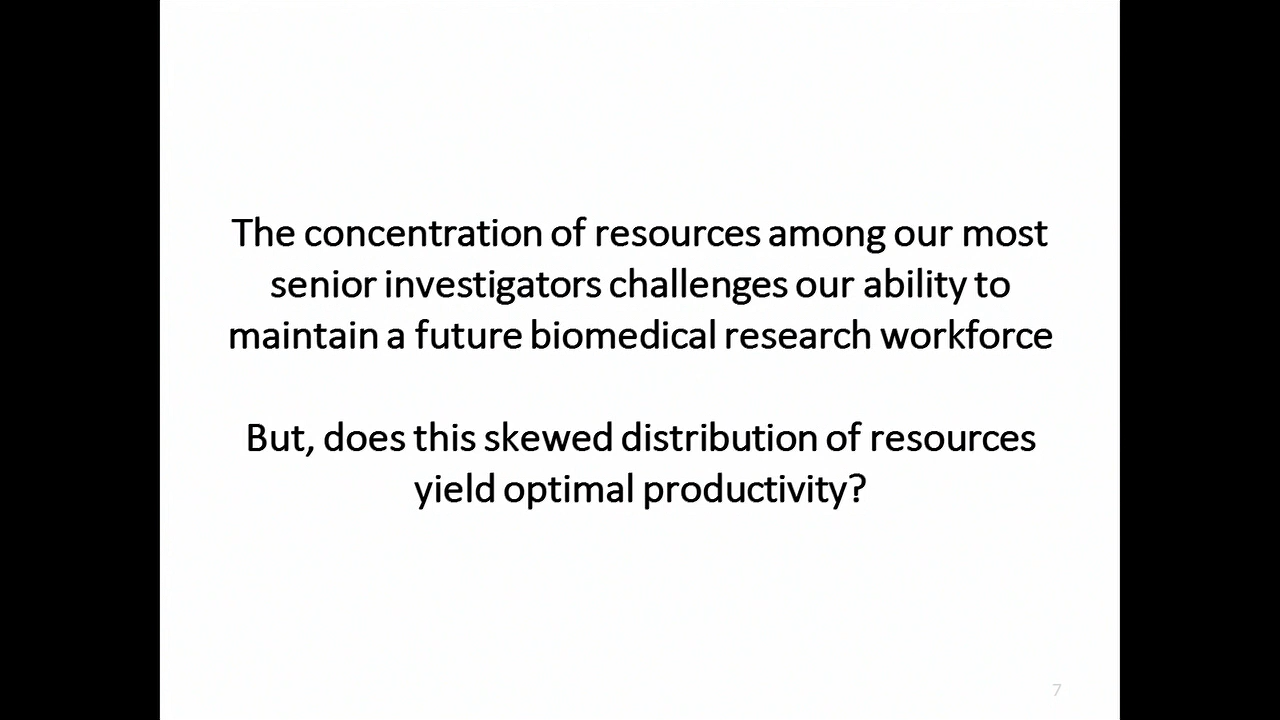 The concentration of resources among our most
senior investigators challenges our ability to
maintain a future biomedical research workforce
But, does this skewed distribution of resources
yield optimal productivity?
7